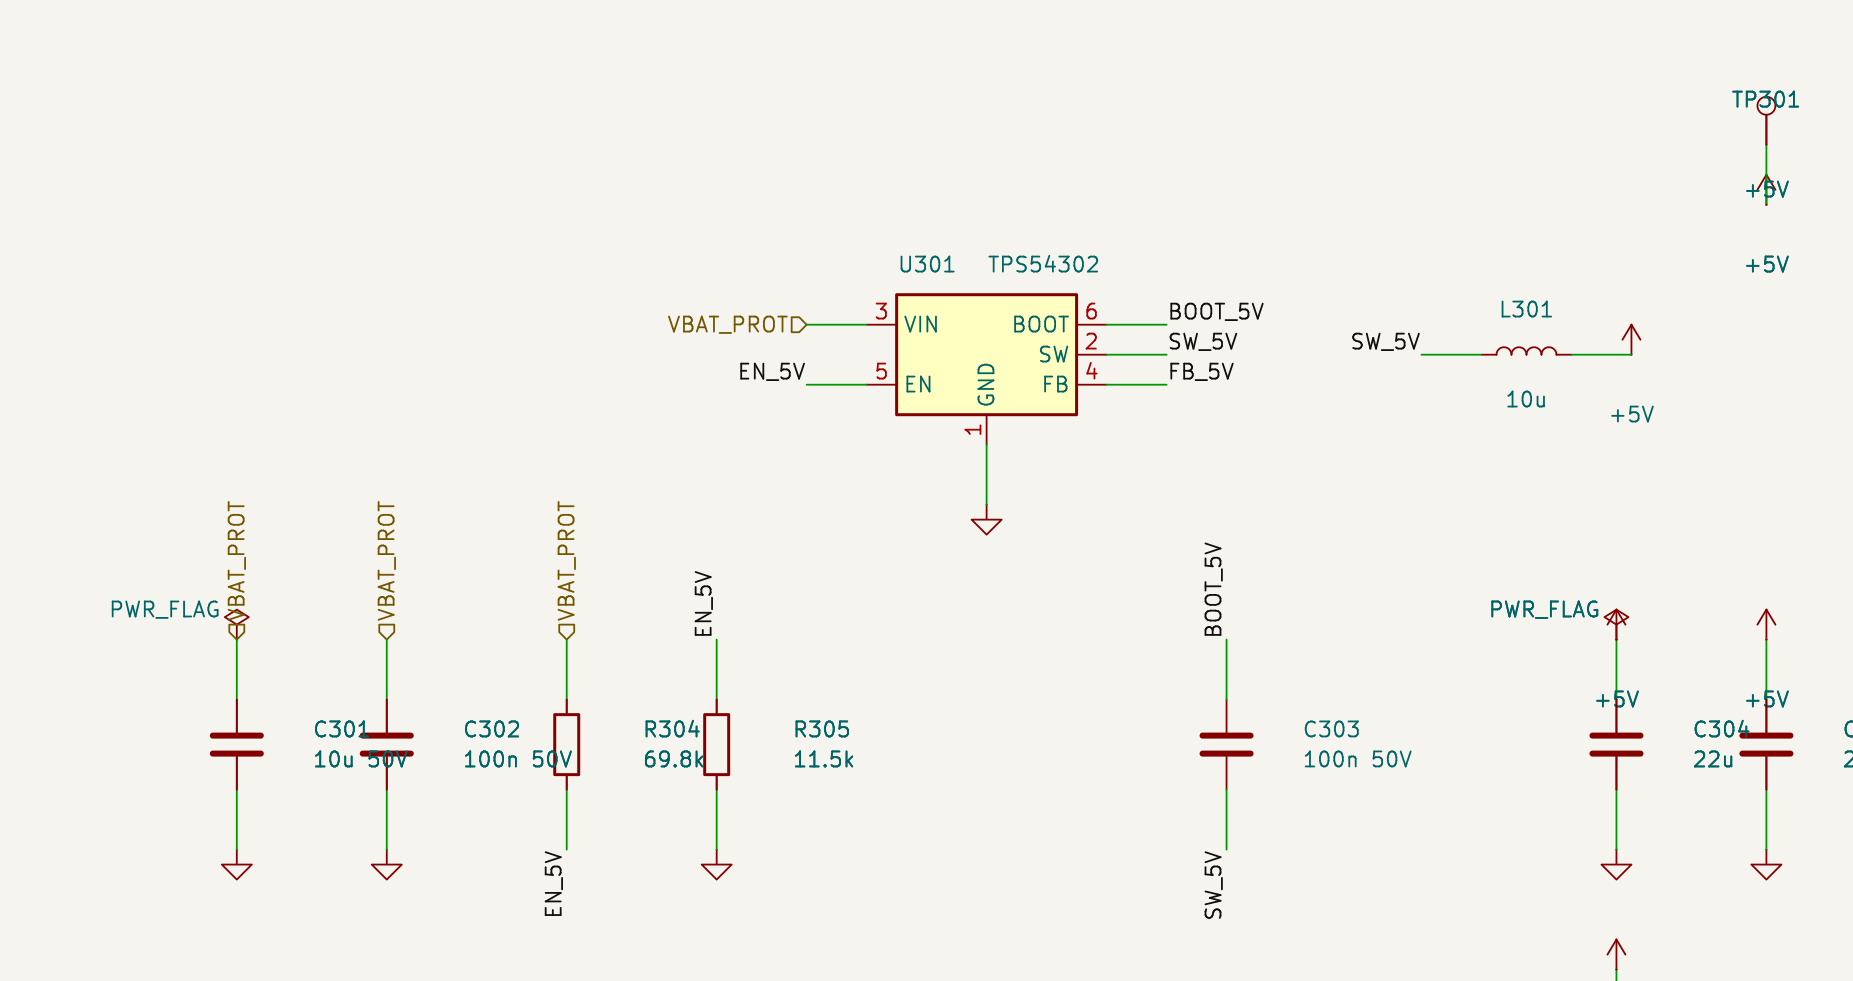 TP301
+5V
+5V
U301 TPS54302
VBAT_PROT
3
VIN
EN_5V
5
EN
GND
1
BOOT
6
BOOT_5V
SW
2
SW_5V
FB
4
FB_5V
SW_5V
L301
10u
+5V
VBAT_PROT
VBAT_PROT
VBAT_PROT
EN_5V
BOOT_5V
PWR_FLAG
PWR_FLAG
+5V
+5V
C301
10u 50V
C302
100n 50V
R304
69.8k
R305
11.5k
C303
100n 50V
C304
22u
EN_5V
SW_5V